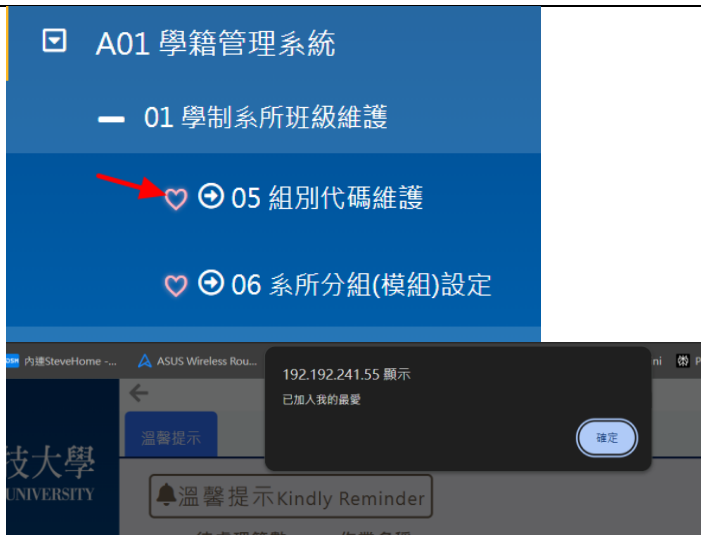 A01 學籍管理系統
01 學制系所班級維護
05 組別代碼維護
06 系所分組(模組)設定
內連SteveHome -...
ASUS Wireless Rou...
192.192.241.55 顯示
已加入我的最愛
確定
ni
P
溫馨提示
技大學
UNIVERSITY
溫馨提示Kindly Reminder